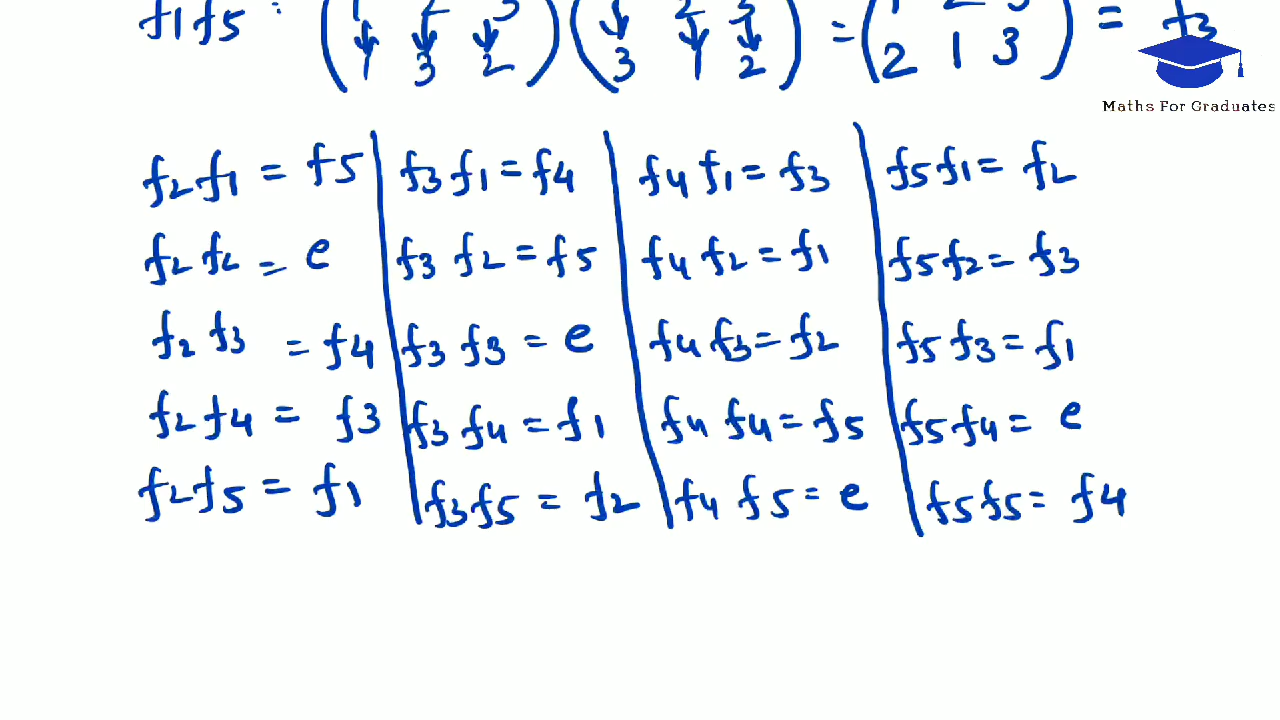 f1f5 : (1 2 3 ↓ ↓ ↓ 1 3 2) (1 2 3 ↓ ↓ ↓ 3 1 2) = (1 2 3 2 1 3) = f3
Maths For Graduates
f2f1 = f5 | f3f1 = f4 | f4f1 = f3 | f5f1 = f2
f2f2 = e | f3f2 = f5 | f4f2 = f1 | f5f2 = f3
f2f3 = f4 | f3f3 = e | f4f3 = f2 | f5f3 = f1
f2f4 = f3 | f3f4 = f1 | f4f4 = f5 | f5f4 = e
f2f5 = f1 | f3f5 = f2 | f4f5 = e | f5f5 = f4